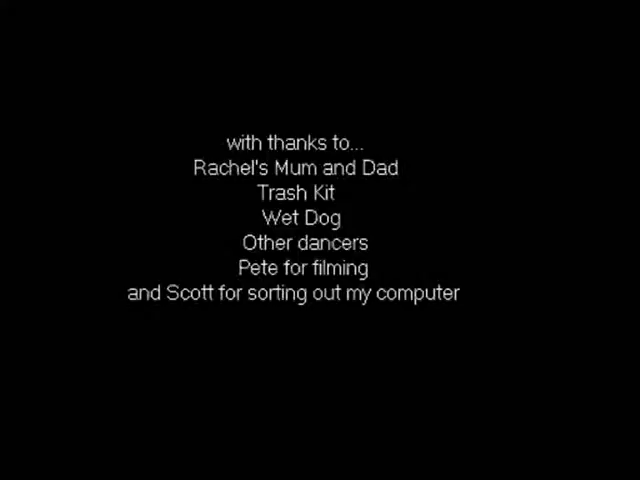 with thanks to...
Rachel's Mum and Dad
Trash Kit
Wet Dog
Other dancers
Pete for filming
and Scott for sorting out my computer